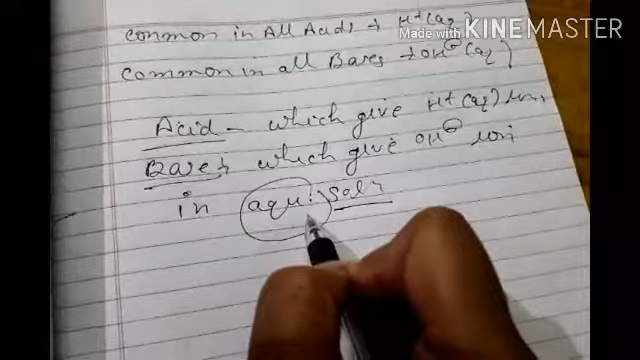 Common in All Acids → H+(aq)
Common in all Bases → OH⊖ (aq)
Acid - which give H+(aq) ion.
Bases which give OH⊖ ion
in aqu. Soln
Made with
KINEMASTER